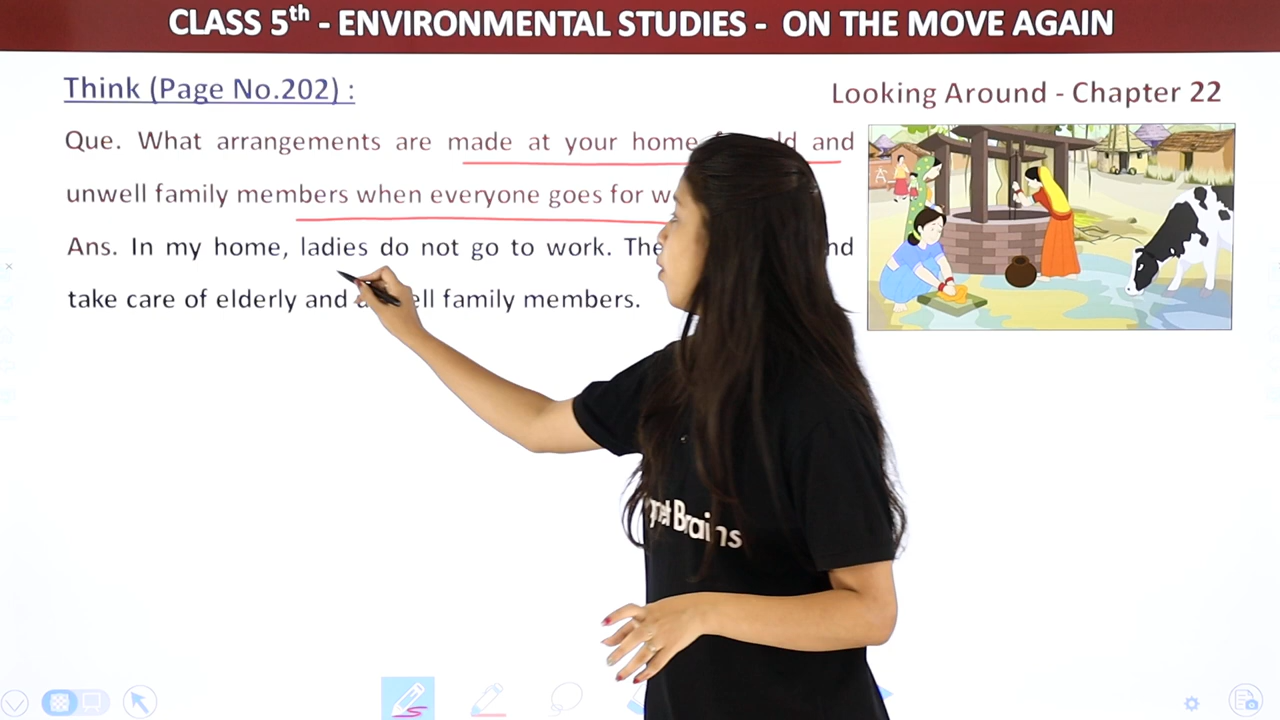 CLASS 5th - ENVIRONMENTAL STUDIES - ON THE MOVE AGAIN
Think (Page No.202) :
Looking Around - Chapter 22
Que. What arrangements are made at your home and
unwell family members when everyone goes for
Ans. In my home, ladies do not go to work.
take care of elderly and family members.
Brains